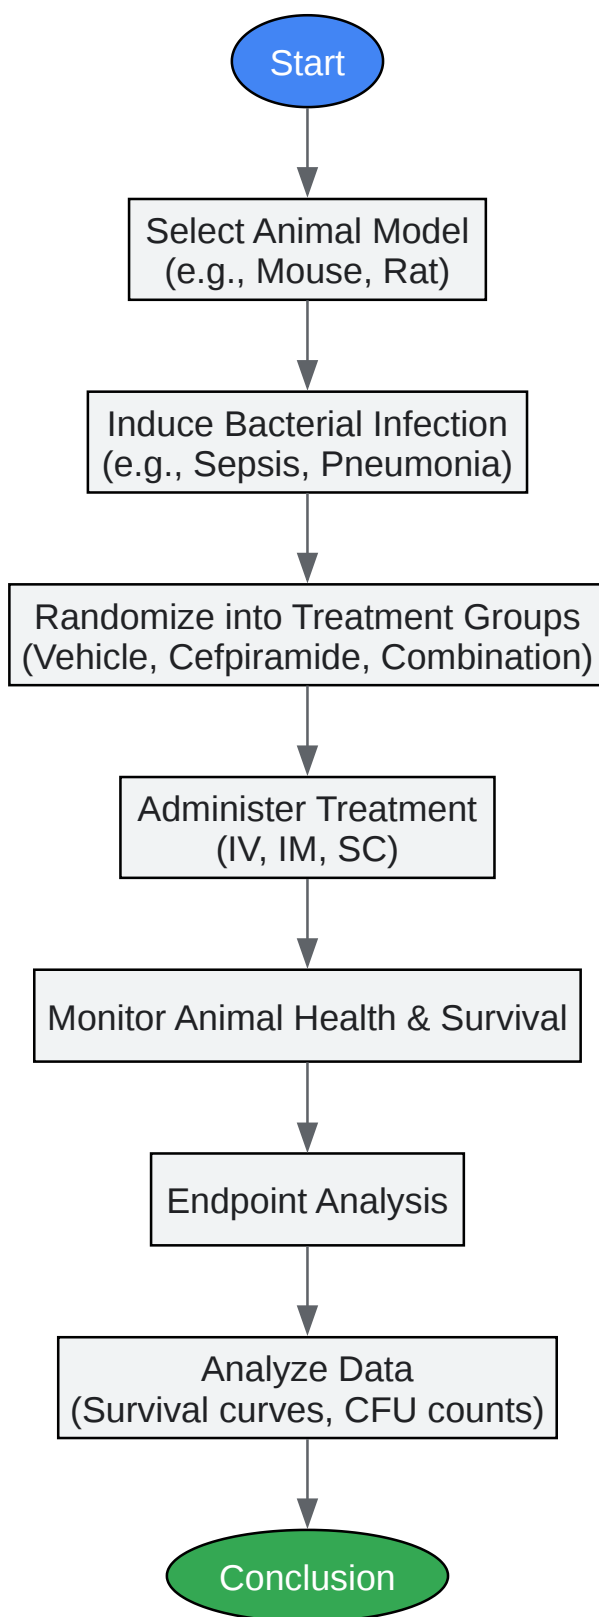 Start
Select Animal Model
(e.g., Mouse, Rat)
Induce Bacterial Infection
(e.g., Sepsis, Pneumonia)
Randomize into Treatment Groups
(Vehicle, Cefpiramide, Combination)
Administer Treatment
(IV, IM, SC)
Monitor Animal Health & Survival
Endpoint Analysis
Analyze Data
(Survival curves, CFU counts)
Conclusion